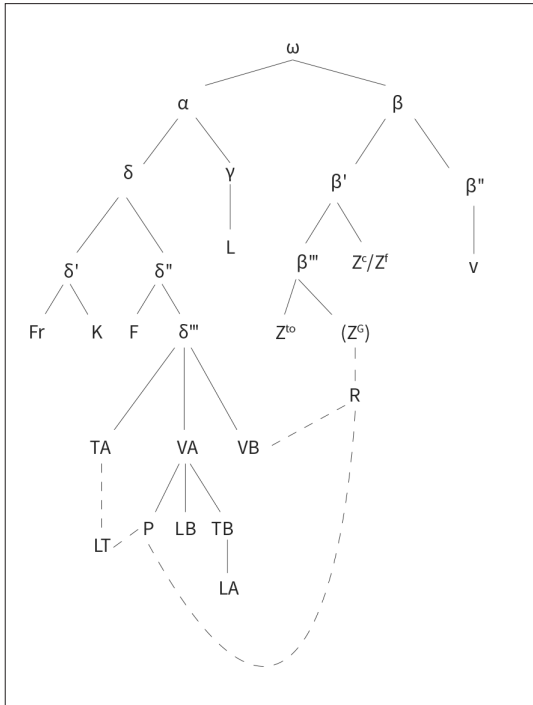 ω
α β
δ γ β' β"
L
δ' δ" β''' Zᶜ/Zᶠ v
Fr K F δ''' Zᵗᵒ (Zᴳ)
R
TA VA VB
LT P LB TB
LA